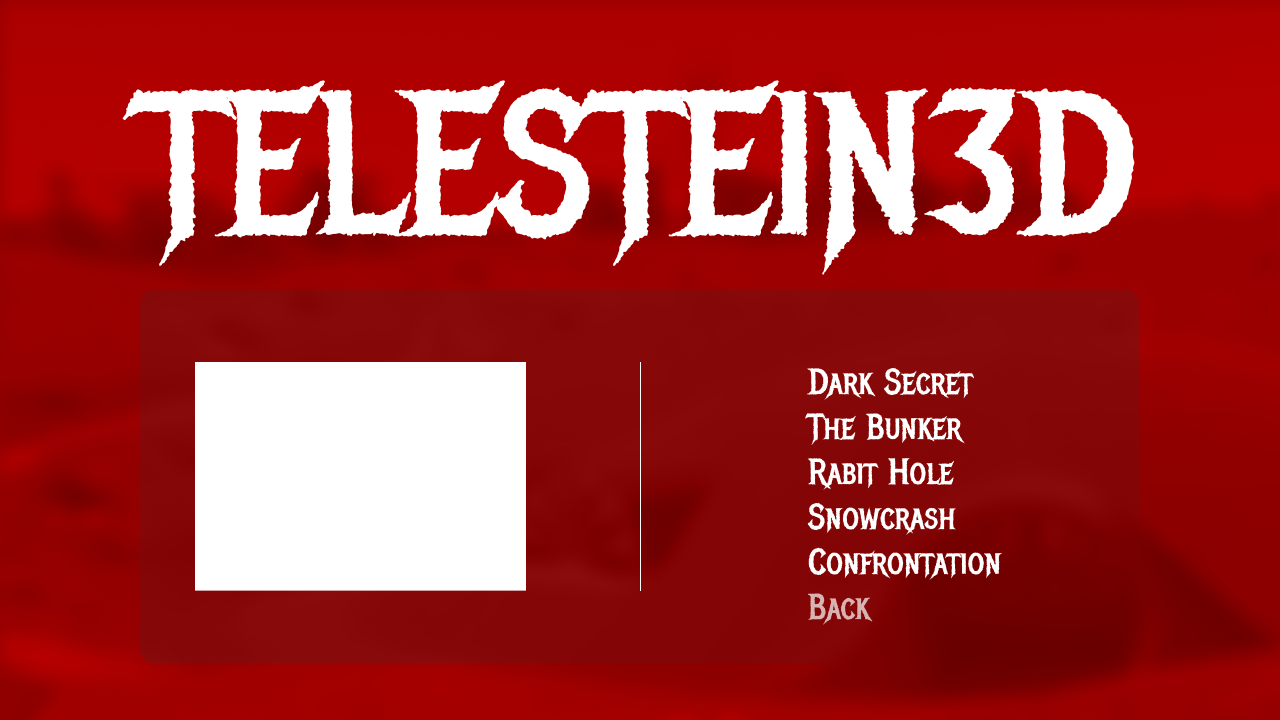 TELESTEIN3D
Dark Secret
The Bunker
Rabit Hole
Snowcrash
Confrontation
Back